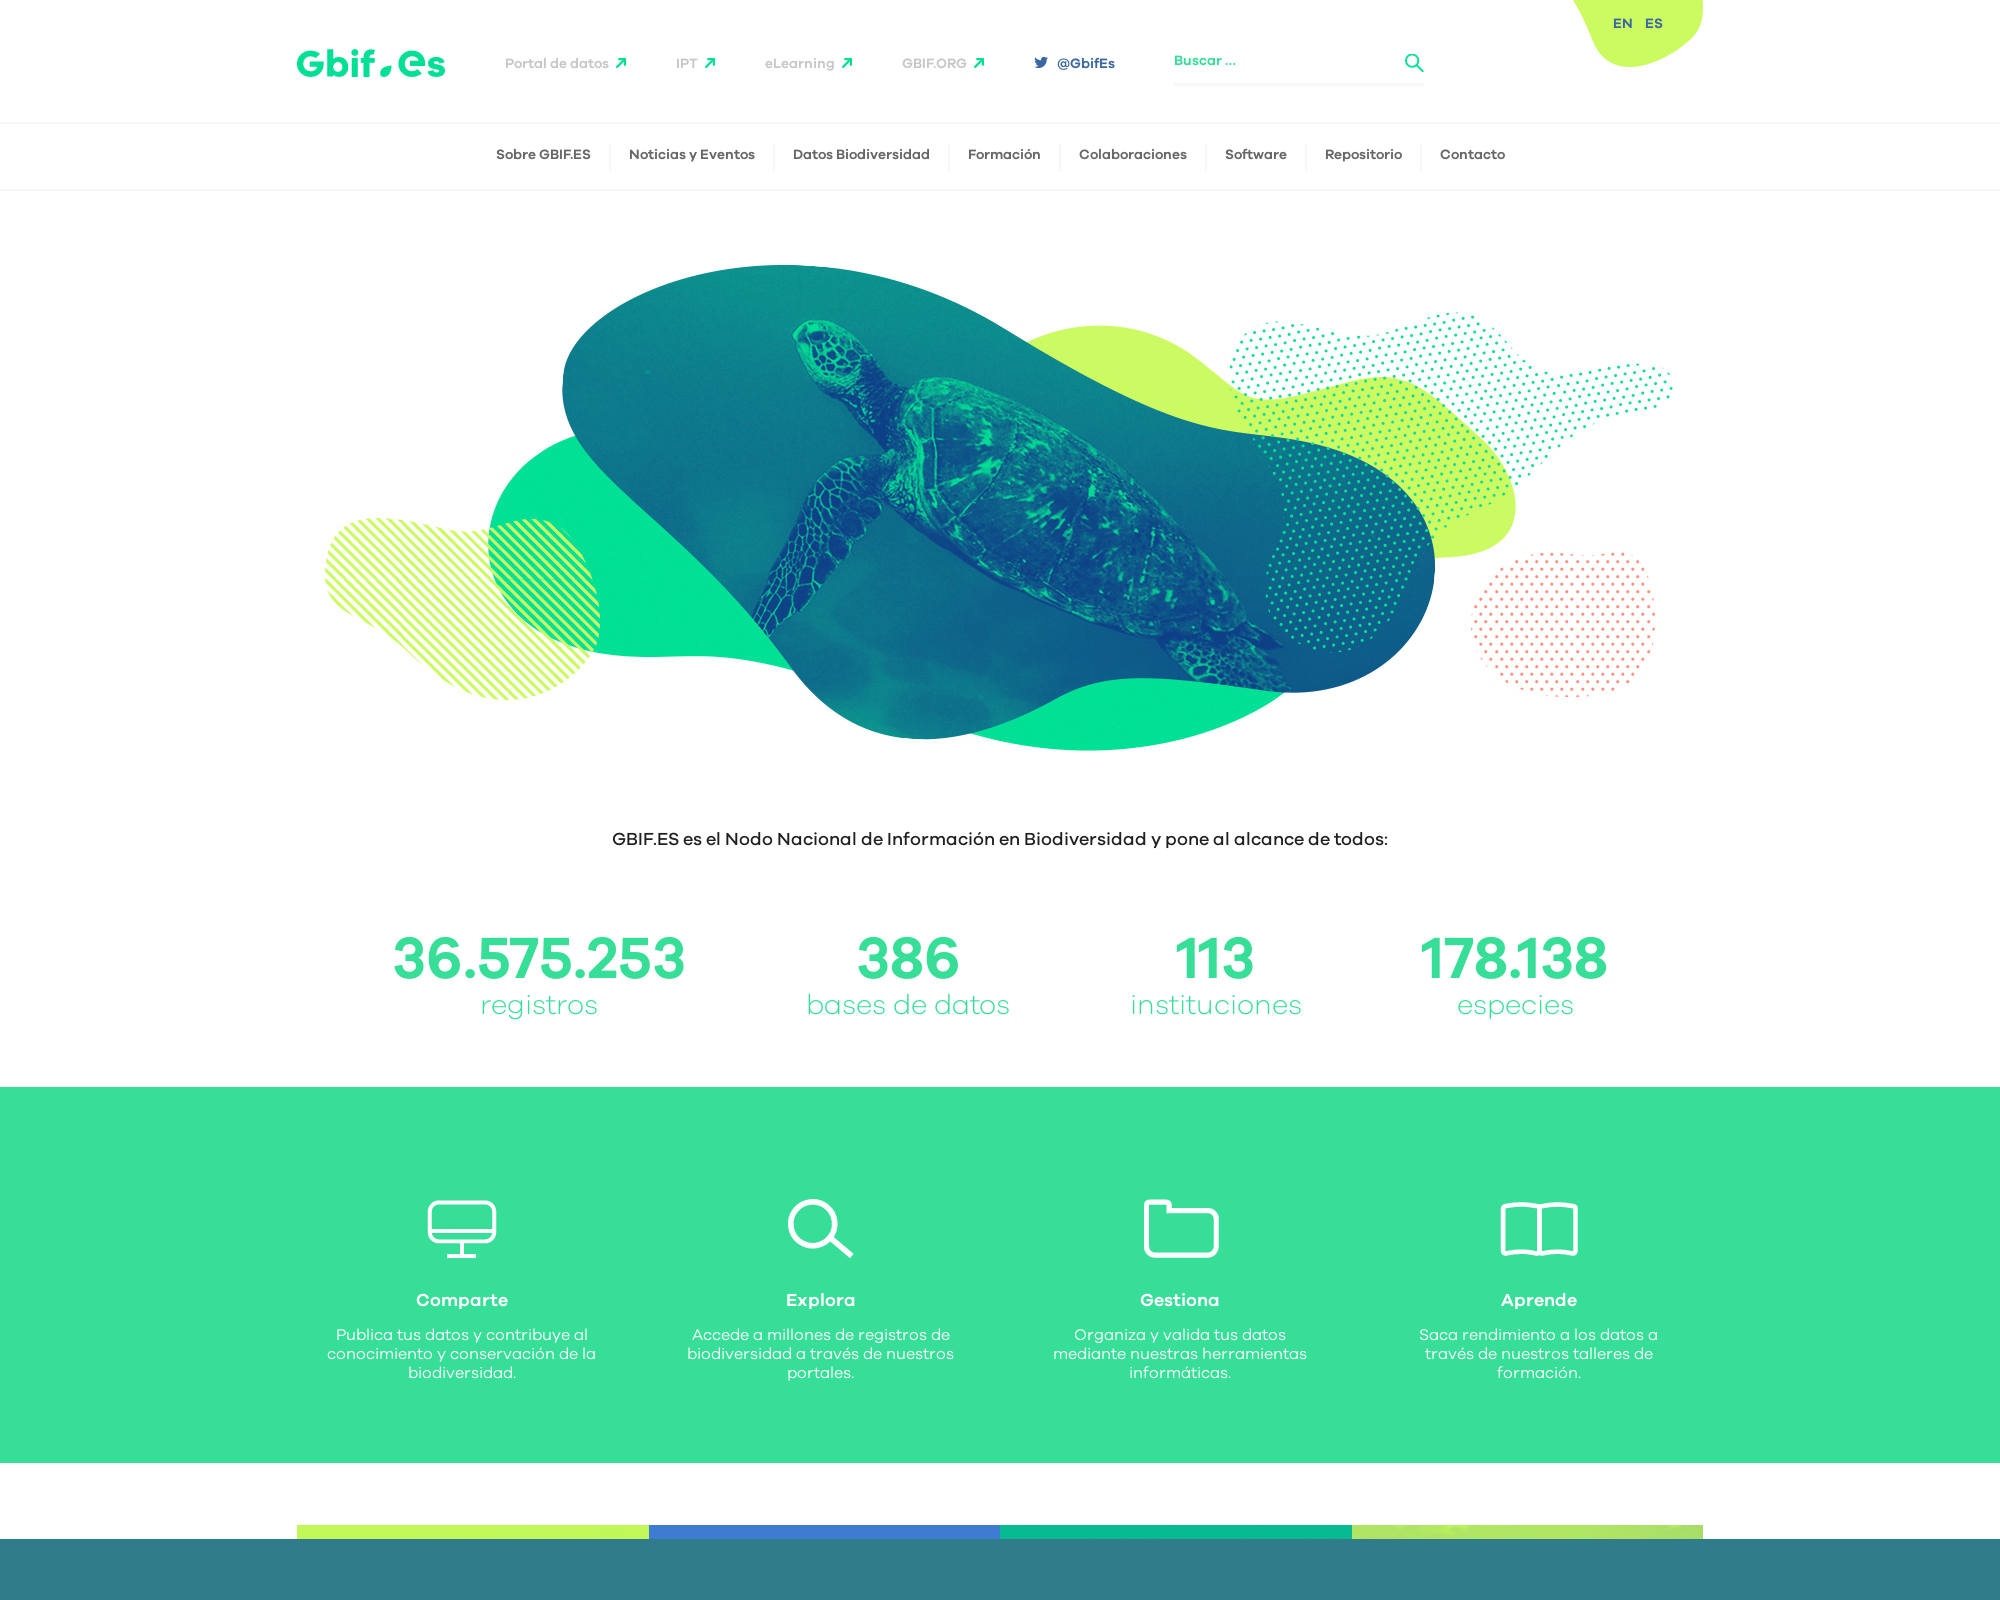 EN ES
Gbif.Es
Portal de datos
IPT
eLearning
GBIF.ORG
@GbifEs
Buscar ...
Sobre GBIF.ES
Noticias y Eventos
Datos Biodiversidad
Formación
Colaboraciones
Software
Repositorio
Contacto
GBIF.ES es el Nodo Nacional de Información en Biodiversidad y pone al alcance de todos:
36.575.253
registros
386
bases de datos
113
instituciones
178.138
especies
Comparte
Publica tus datos y contribuye al
conocimiento y conservación de la
biodiversidad.
Explora
Accede a millones de registros de
biodiversidad a través de nuestros
portales.
Gestiona
Organiza y valida tus datos
mediante nuestras herramientas
informáticas.
Aprende
Saca rendimiento a los datos a
través de nuestros talleres de
formación.